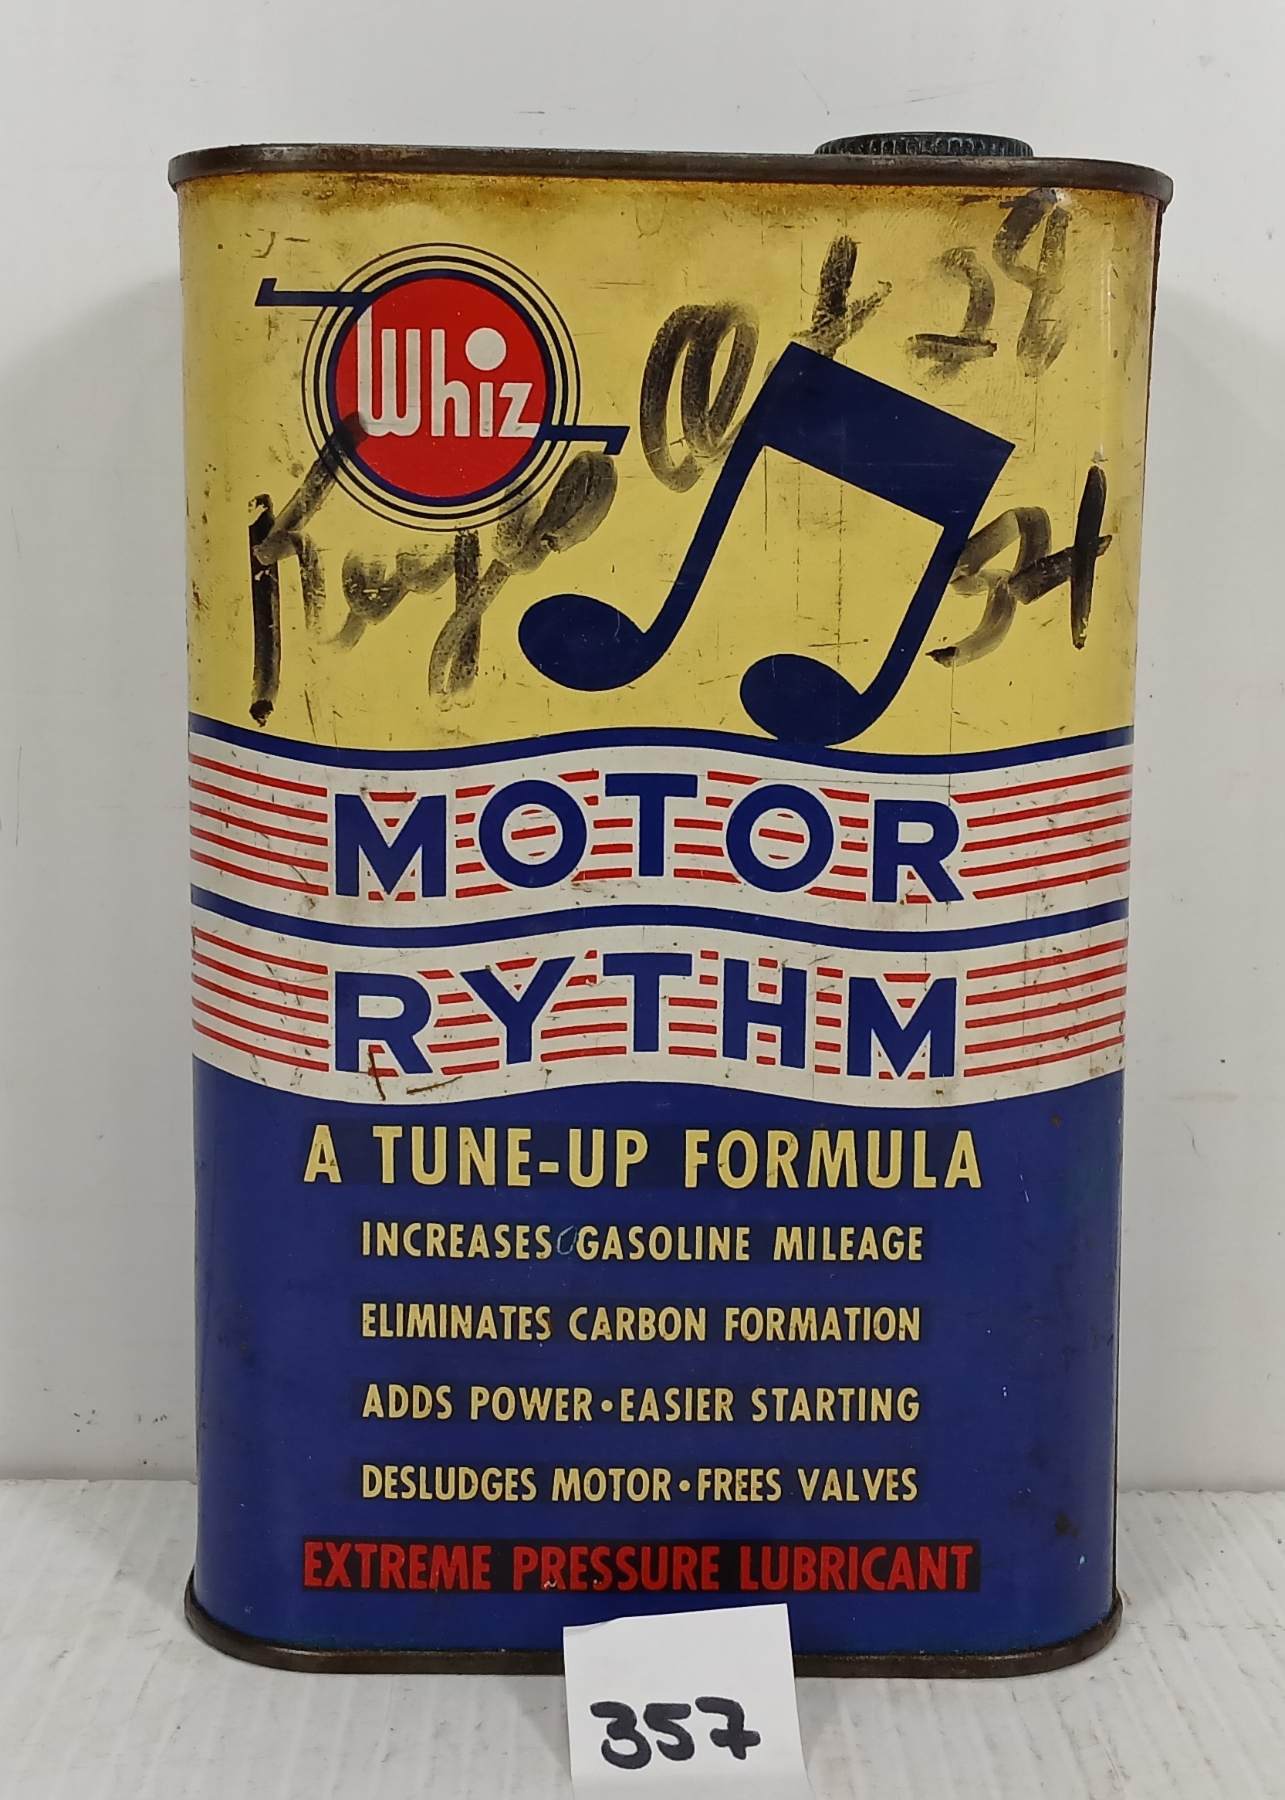 Whiz
MOTOR
RYTHM
A TUNE-UP FORMULA
INCREASES GASOLINE MILEAGE
ELIMINATES CARBON FORMATION
ADDS POWER•EASIER STARTING
DESLUDGES MOTOR•FREES VALVES
EXTREME PRESSURE LUBRICANT
357